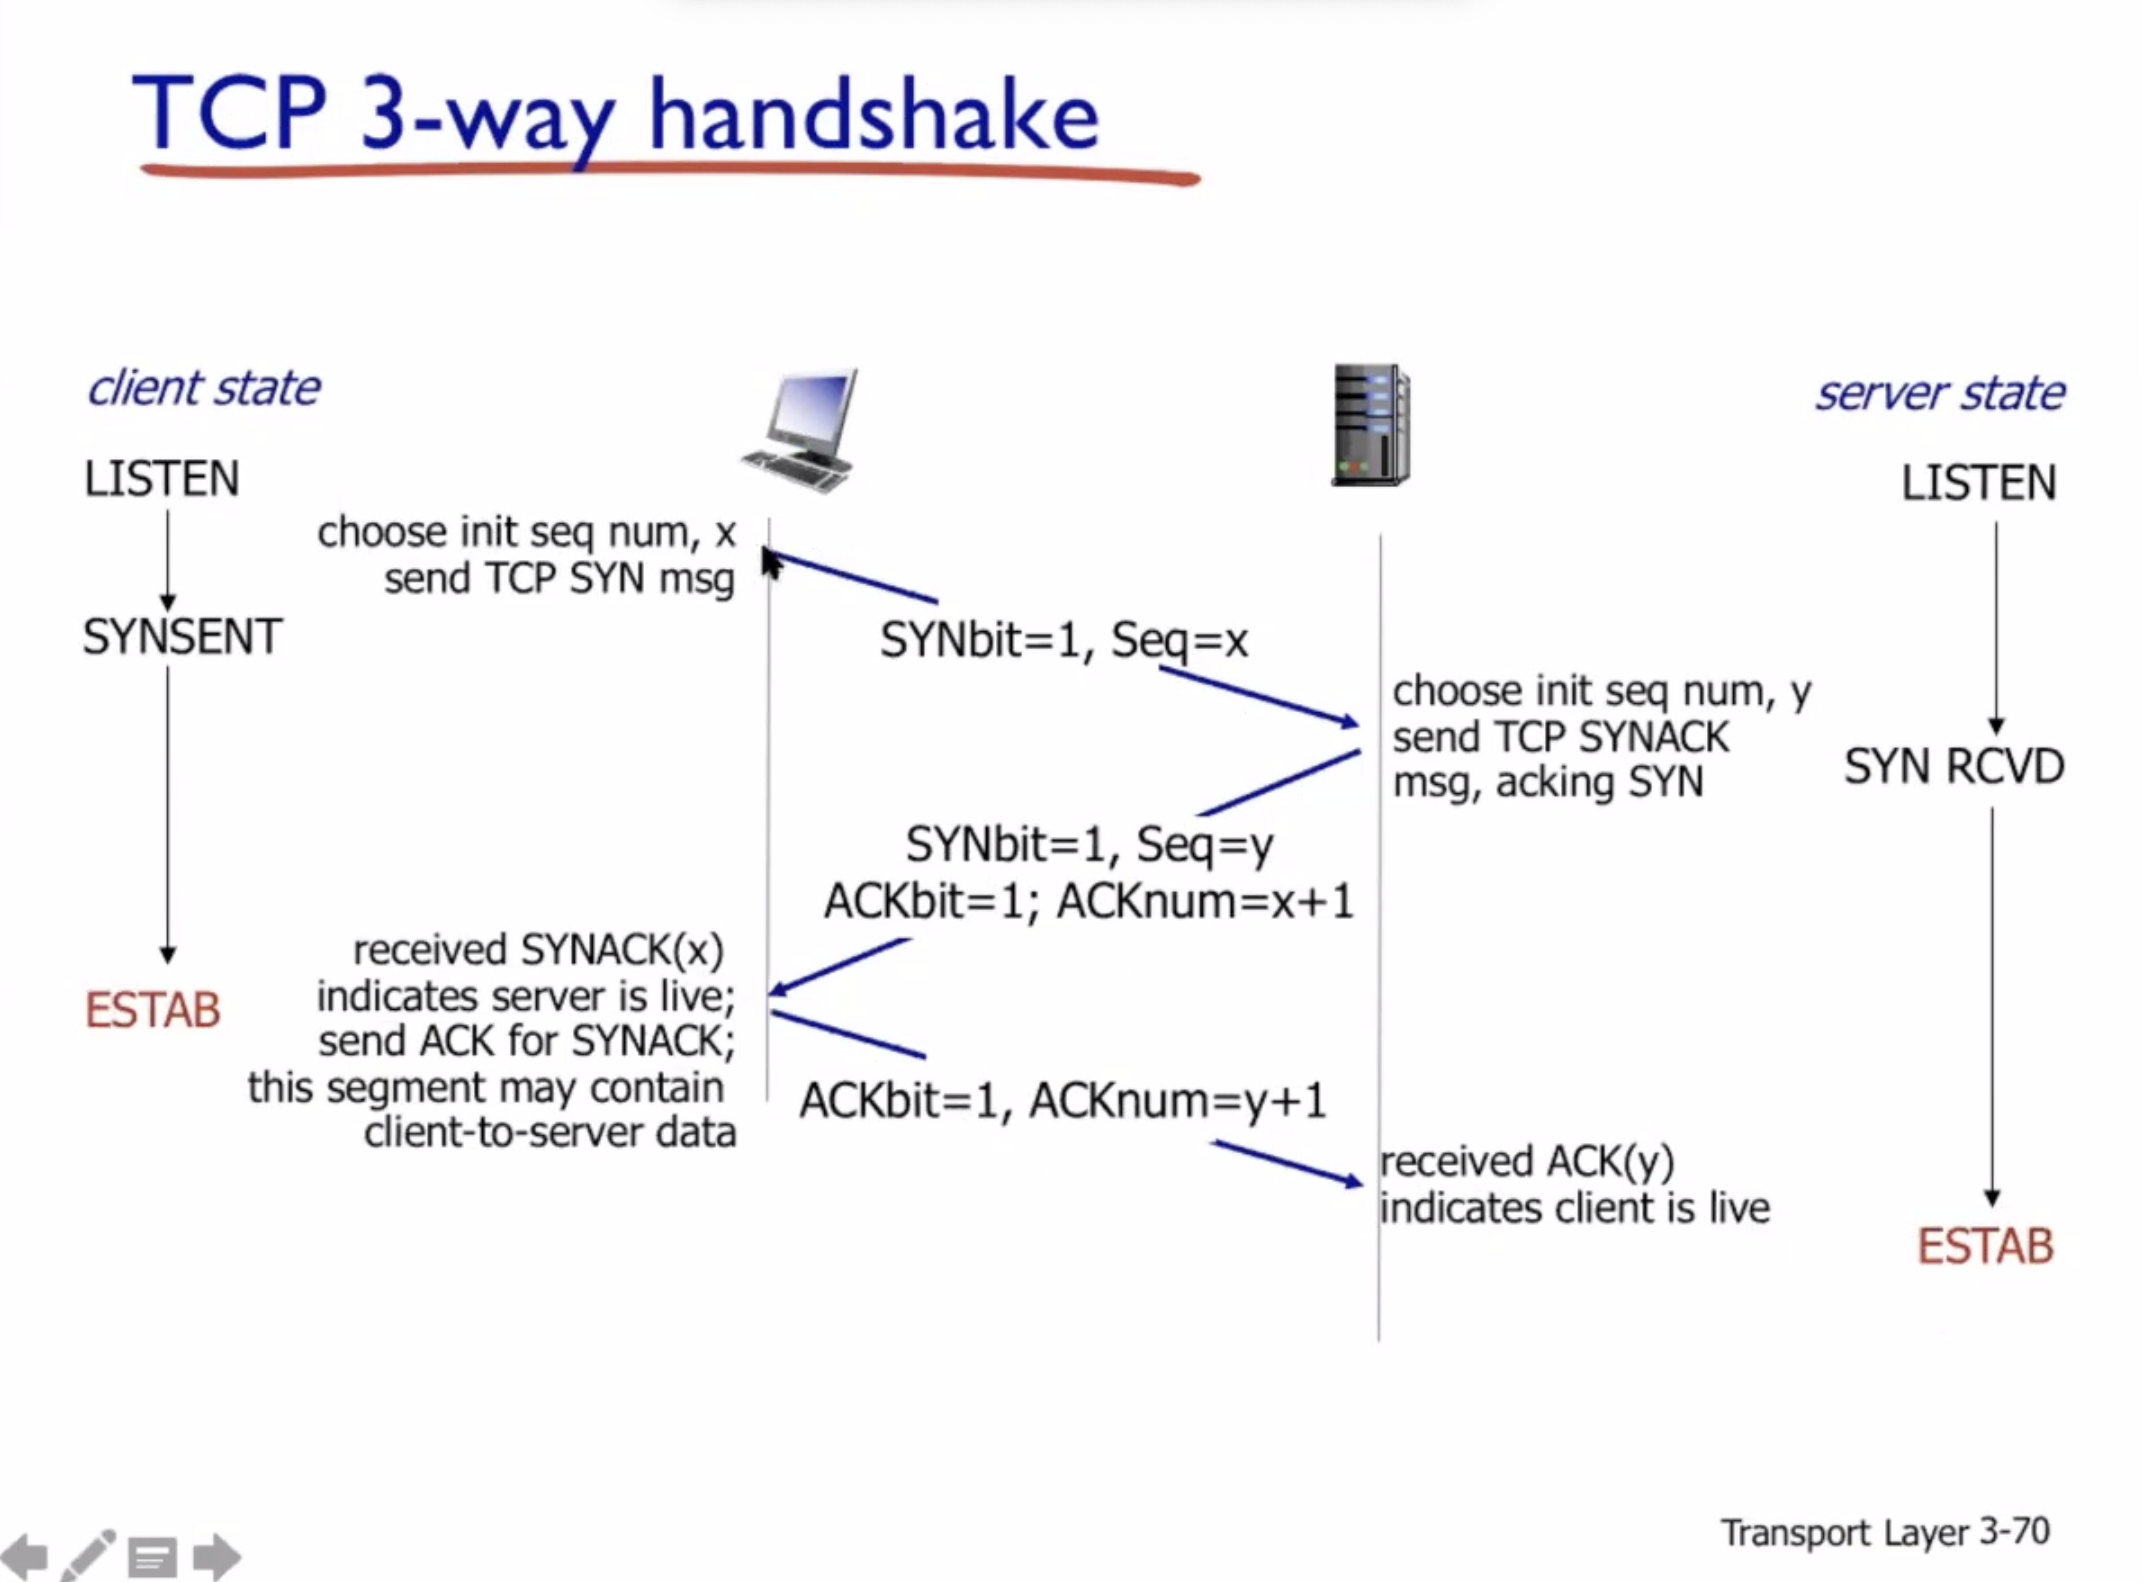 TCP 3-way handshake
client state
server state
LISTEN
LISTEN
choose init seq num, x
send TCP SYN msg
SYNSENT
SYNbit=1, Seq=x
choose init seq num, y
send TCP SYNACK
msg, acking SYN
SYN RCVD
SYNbit=1, Seq=y
ACKbit=1; ACKnum=x+1
received SYNACK(x)
indicates server is live;
send ACK for SYNACK;
this segment may contain
client-to-server data
ESTAB
ACKbit=1, ACKnum=y+1
received ACK(y)
indicates client is live
ESTAB
Transport Layer 3-70